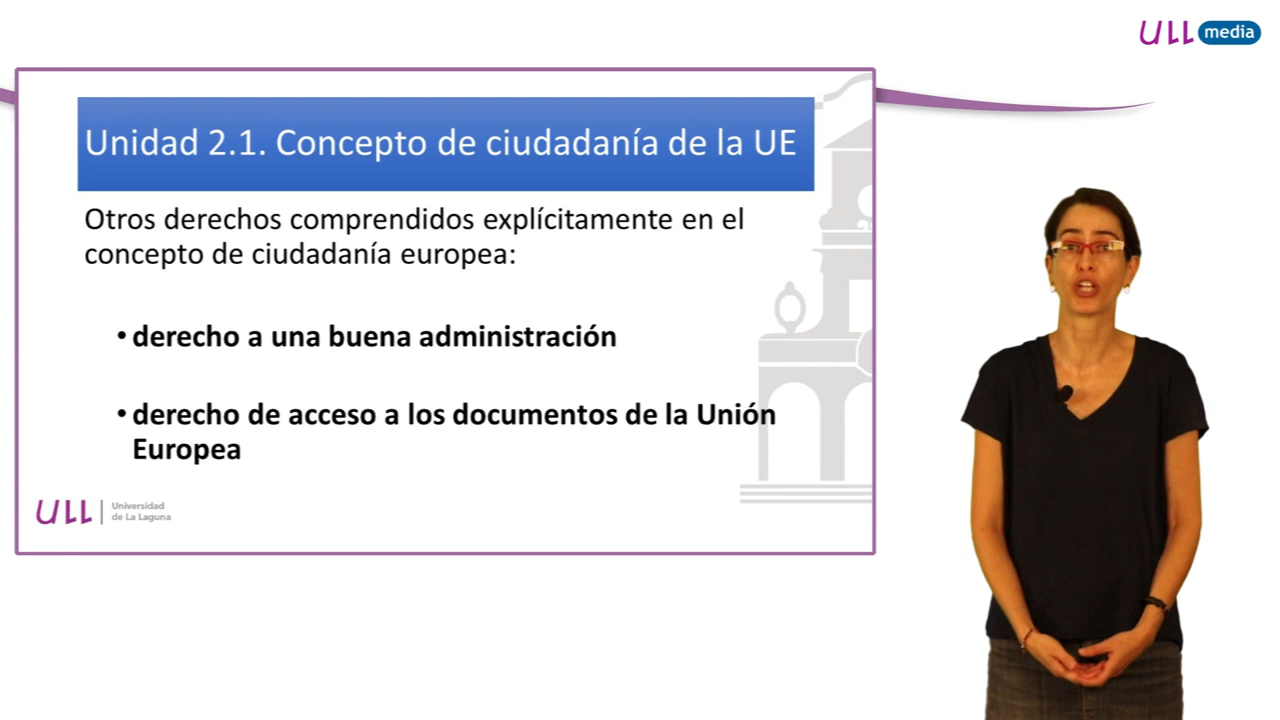 ULL media
Unidad 2.1. Concepto de ciudadanía de la UE
Otros derechos comprendidos explícitamente en el
concepto de ciudadanía europea:
• derecho a una buena administración
• derecho de acceso a los documentos de la Unión
Europea
ULL
Universidad
de La Laguna